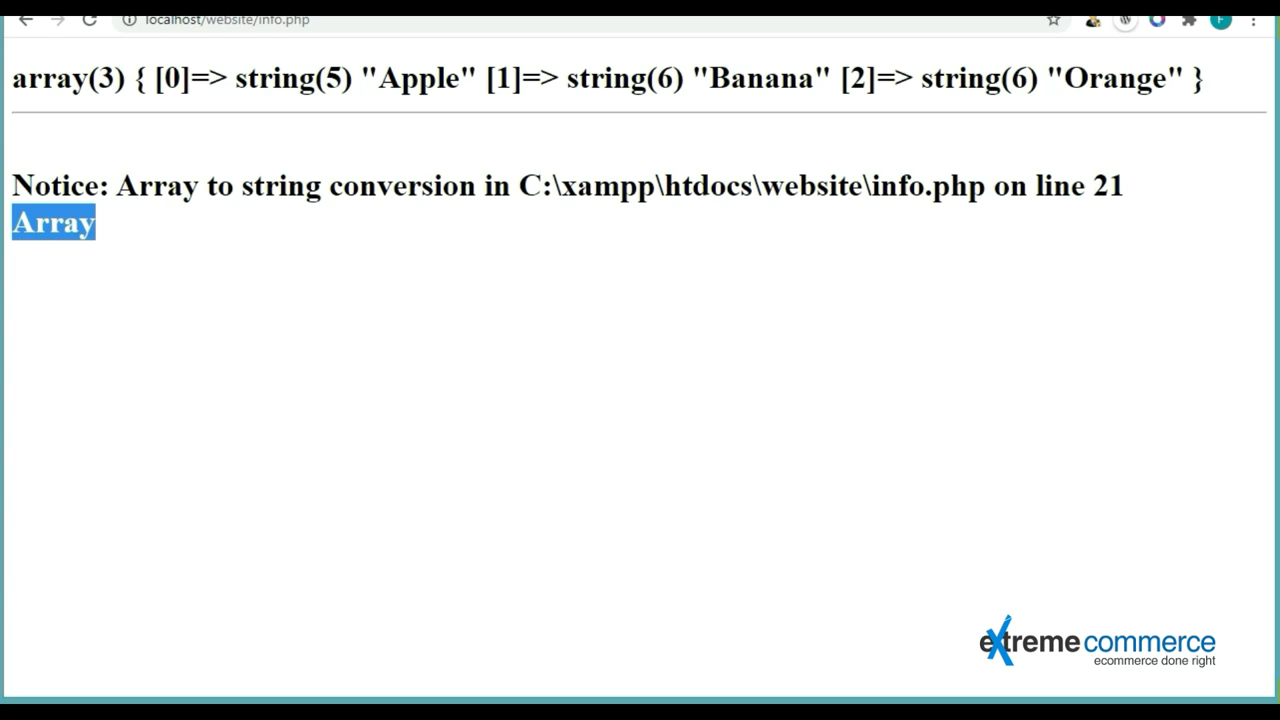 localhost/website/info.php
F
array(3) { [0]=> string(5) "Apple" [1]=> string(6) "Banana" [2]=> string(6) "Orange" }
Notice: Array to string conversion in C:\xampp\htdocs\website\info.php on line 21
Array
extreme commerce
ecommerce done right